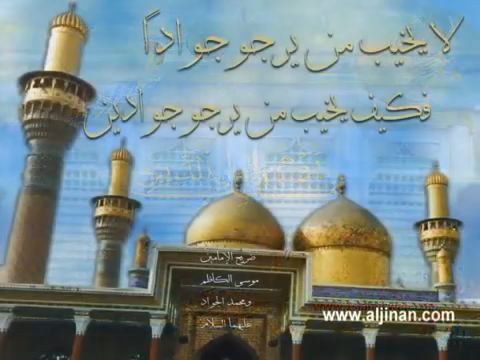 لا يخيب من يرجو جواداً
فكيف يخيب من يرجو جوادين
ضريح الإمامين
موسى الكاظم
ومحمد الجواد
عليهما السلام
www.aljinan.com